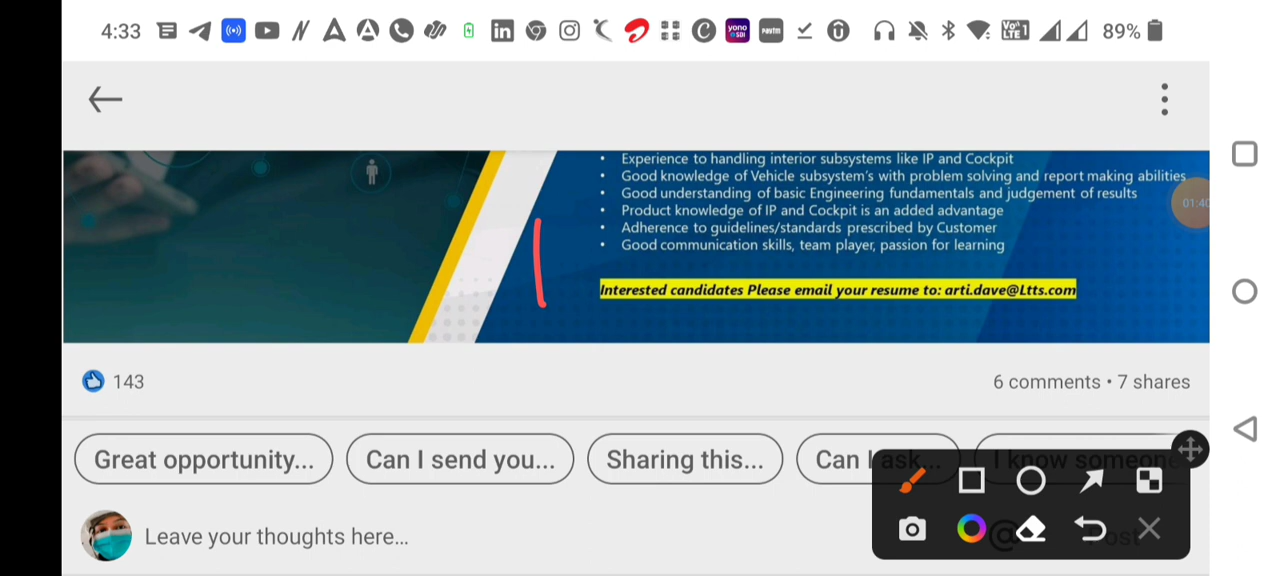 4:33
89%
• Experience to handling interior subsystems like IP and Cockpit
• Good knowledge of Vehicle subsystem's with problem solving and report making abilities
• Good understanding of basic Engineering fundamentals and judgement of results
• Product knowledge of IP and Cockpit is an added advantage
• Adherence to guidelines/standards prescribed by Customer
• Good communication skills, team player, passion for learning
Interested candidates Please email your resume to: arti.dave@Ltts.com
143
6 comments • 7 shares
Great opportunity...
Can I send you...
Sharing this...
Can I ask...
I know someone
Leave your thoughts here...
@